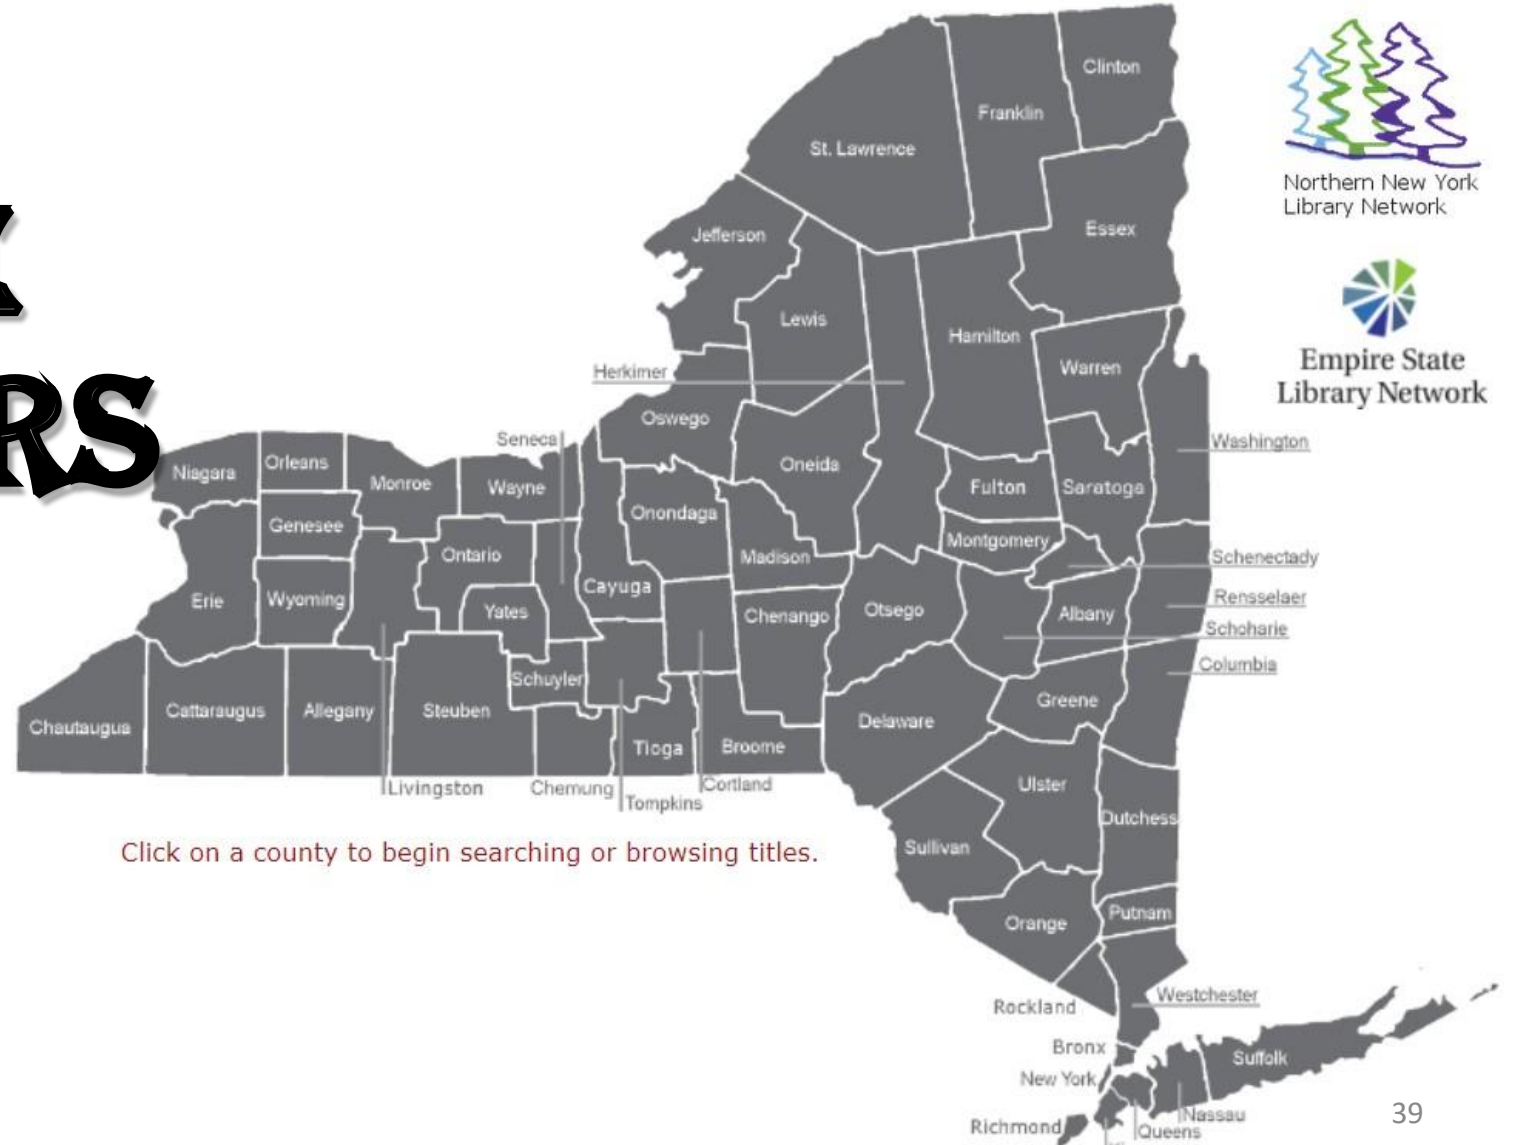 RS
Clinton
Franklin
St. Lawrence
Northern New York
Library Network
Essex
Jefferson
Lewis
Hamilton
Empire State
Library Network
Warren
Herkimer
Oswego
Seneca
Washington
Niagara
Orleans
Monroe
Wayne
Oneida
Fulton
Saratoga
Onondaga
Genesee
Montgomery
Ontario
Madison
Schenectady
Cayuga
Erie
Wyoming
Yates
Chenango
Otsego
Albany
Rensselaer
Schoharie
Columbia
Schuyler
Greene
Chautaugua
Cattaraugus
Allegany
Steuben
Delaware
Tioga
Broome
Livingston
Chemung
Cortland
Tompkins
Ulster
Dutchess
Click on a county to begin searching or browsing titles.
Sullivan
Orange
Putnam
Westchester
Rockland
Bronx
Suffolk
New York
Nassau
Richmond
Queens
39